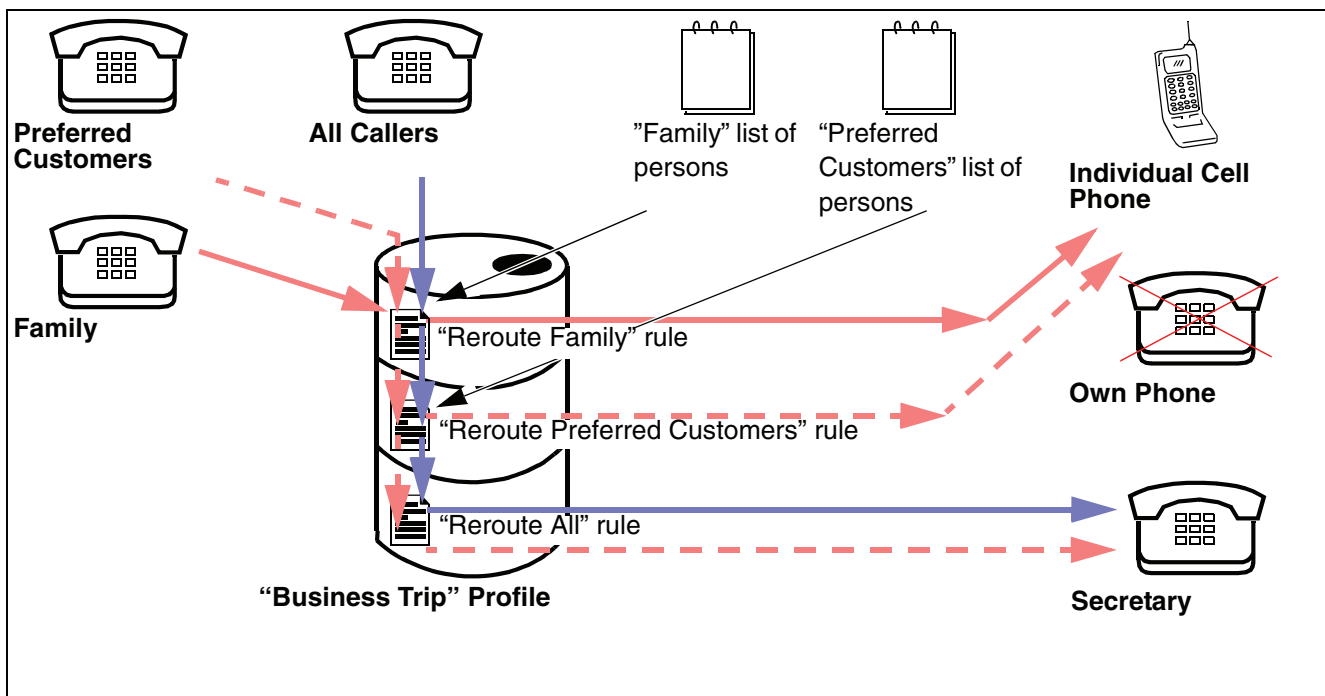 Preferred
Customers
All Callers
”Family” list of
persons
“Preferred
Customers” list of
persons
Individual Cell
Phone
Family
“Reroute Family” rule
Own Phone
“Reroute Preferred Customers” rule
“Reroute All” rule
“Business Trip” Profile
Secretary